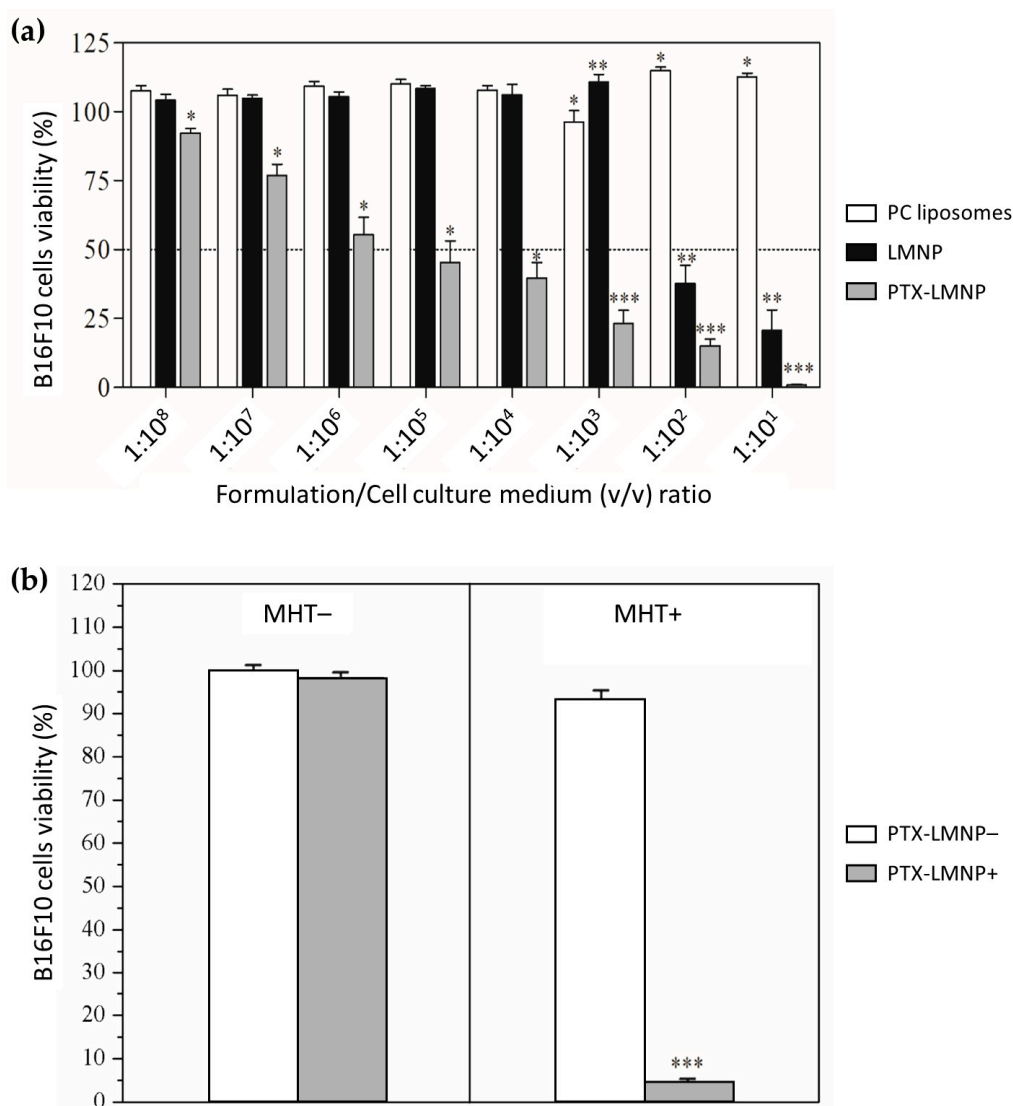 (a)
125
100
75
50
25
0
B16F10 cells viability (%)
* * * * * * ** *** * ** *** * ** ***
1:10⁸ 1:10⁷ 1:10⁶ 1:10⁵ 1:10⁴ 1:10³ 1:10² 1:10¹
Formulation/Cell culture medium (v/v) ratio
PC liposomes
LMNP
PTX-LMNP
(b)
120
110
100
90
80
70
60
50
40
30
20
10
0
B16F10 cells viability (%)
MHT– MHT+
***
PTX-LMNP–
PTX-LMNP+